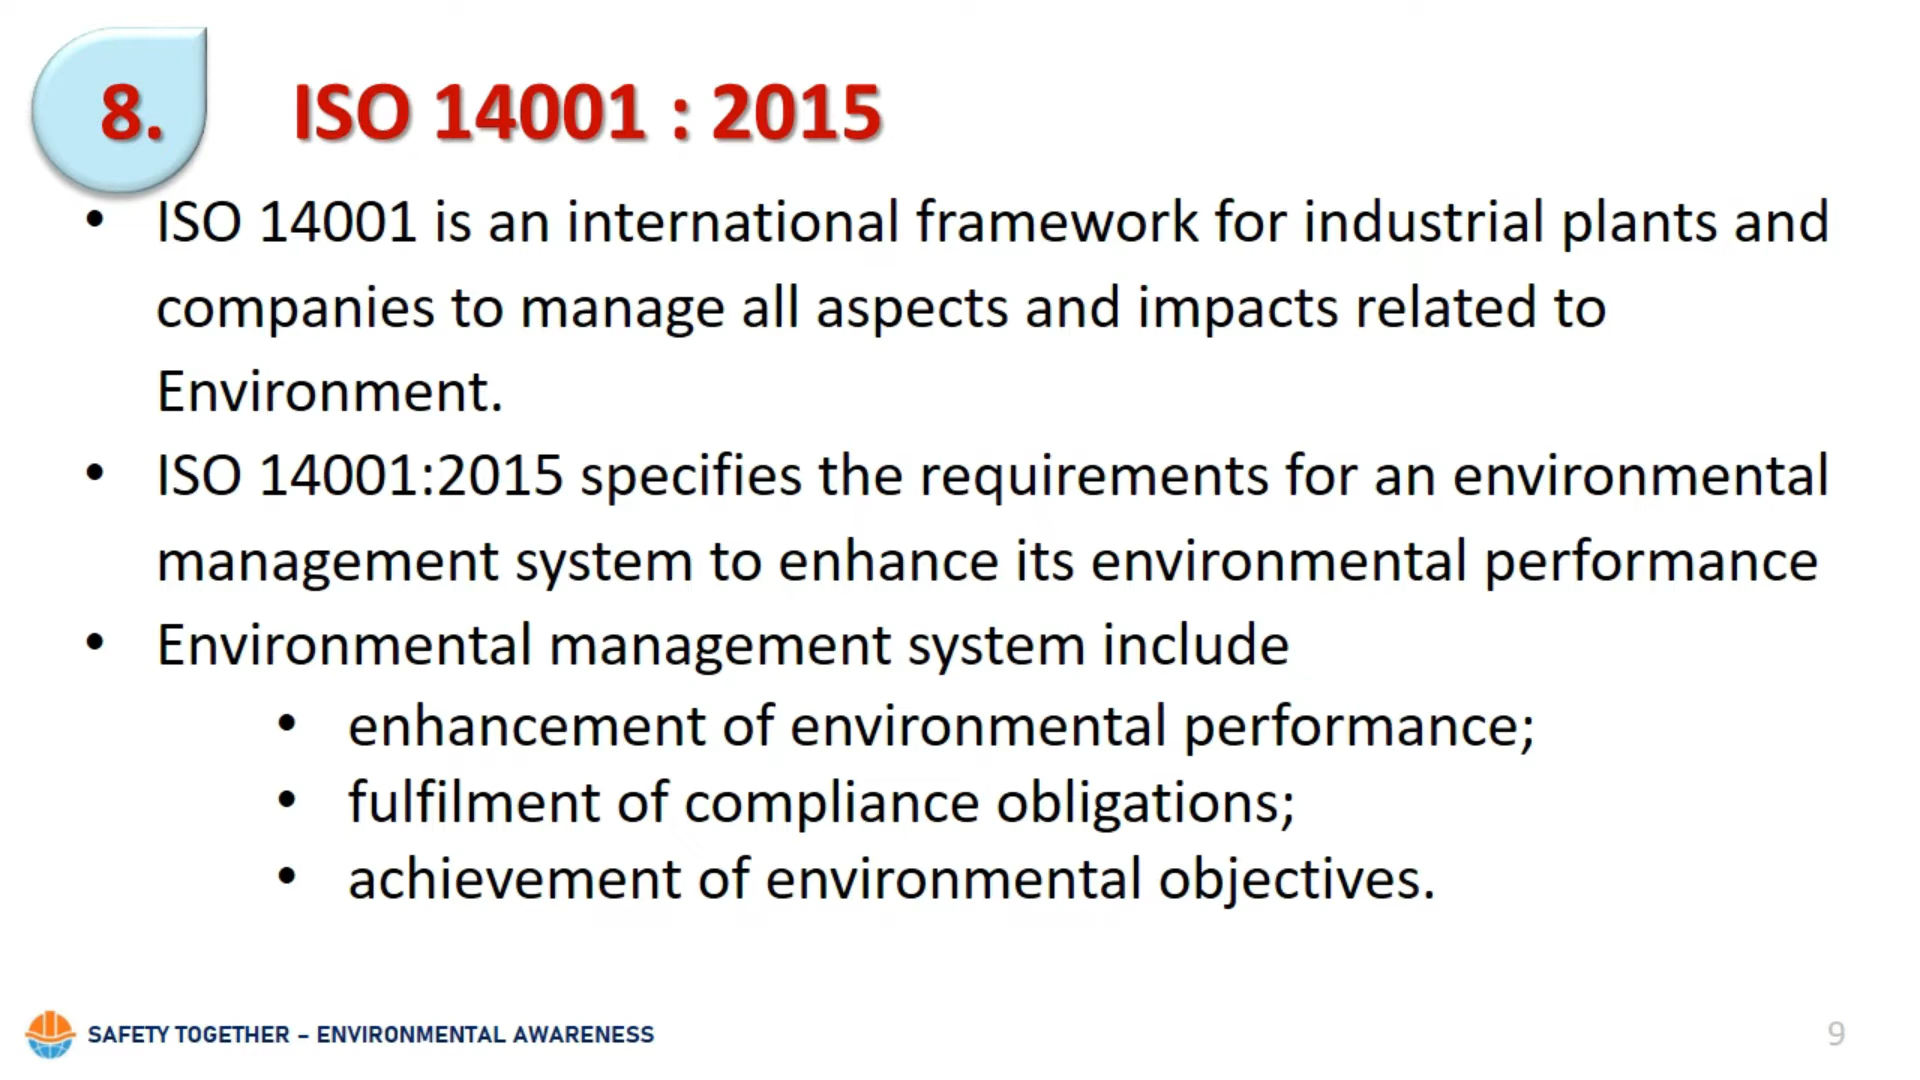 8. ISO 14001 : 2015
• ISO 14001 is an international framework for industrial plants and
companies to manage all aspects and impacts related to
Environment.
• ISO 14001:2015 specifies the requirements for an environmental
management system to enhance its environmental performance
• Environmental management system include
• enhancement of environmental performance;
• fulfilment of compliance obligations;
• achievement of environmental objectives.
SAFETY TOGETHER – ENVIRONMENTAL AWARENESS
9